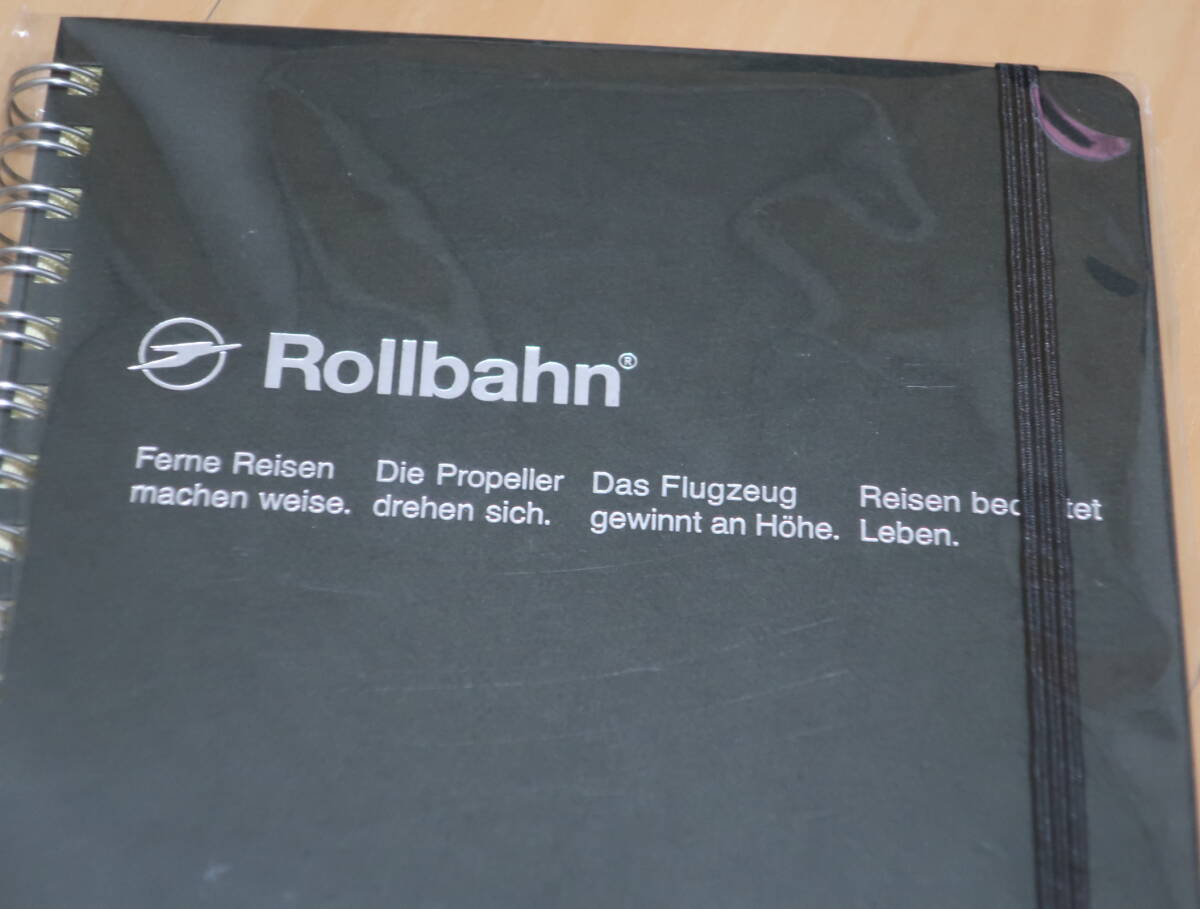 Rollbahn®
Ferne Reisen
machen weise.
Die Propeller
drehen sich.
Das Flugzeug
gewinnt an Höhe.
Reisen
Leben.